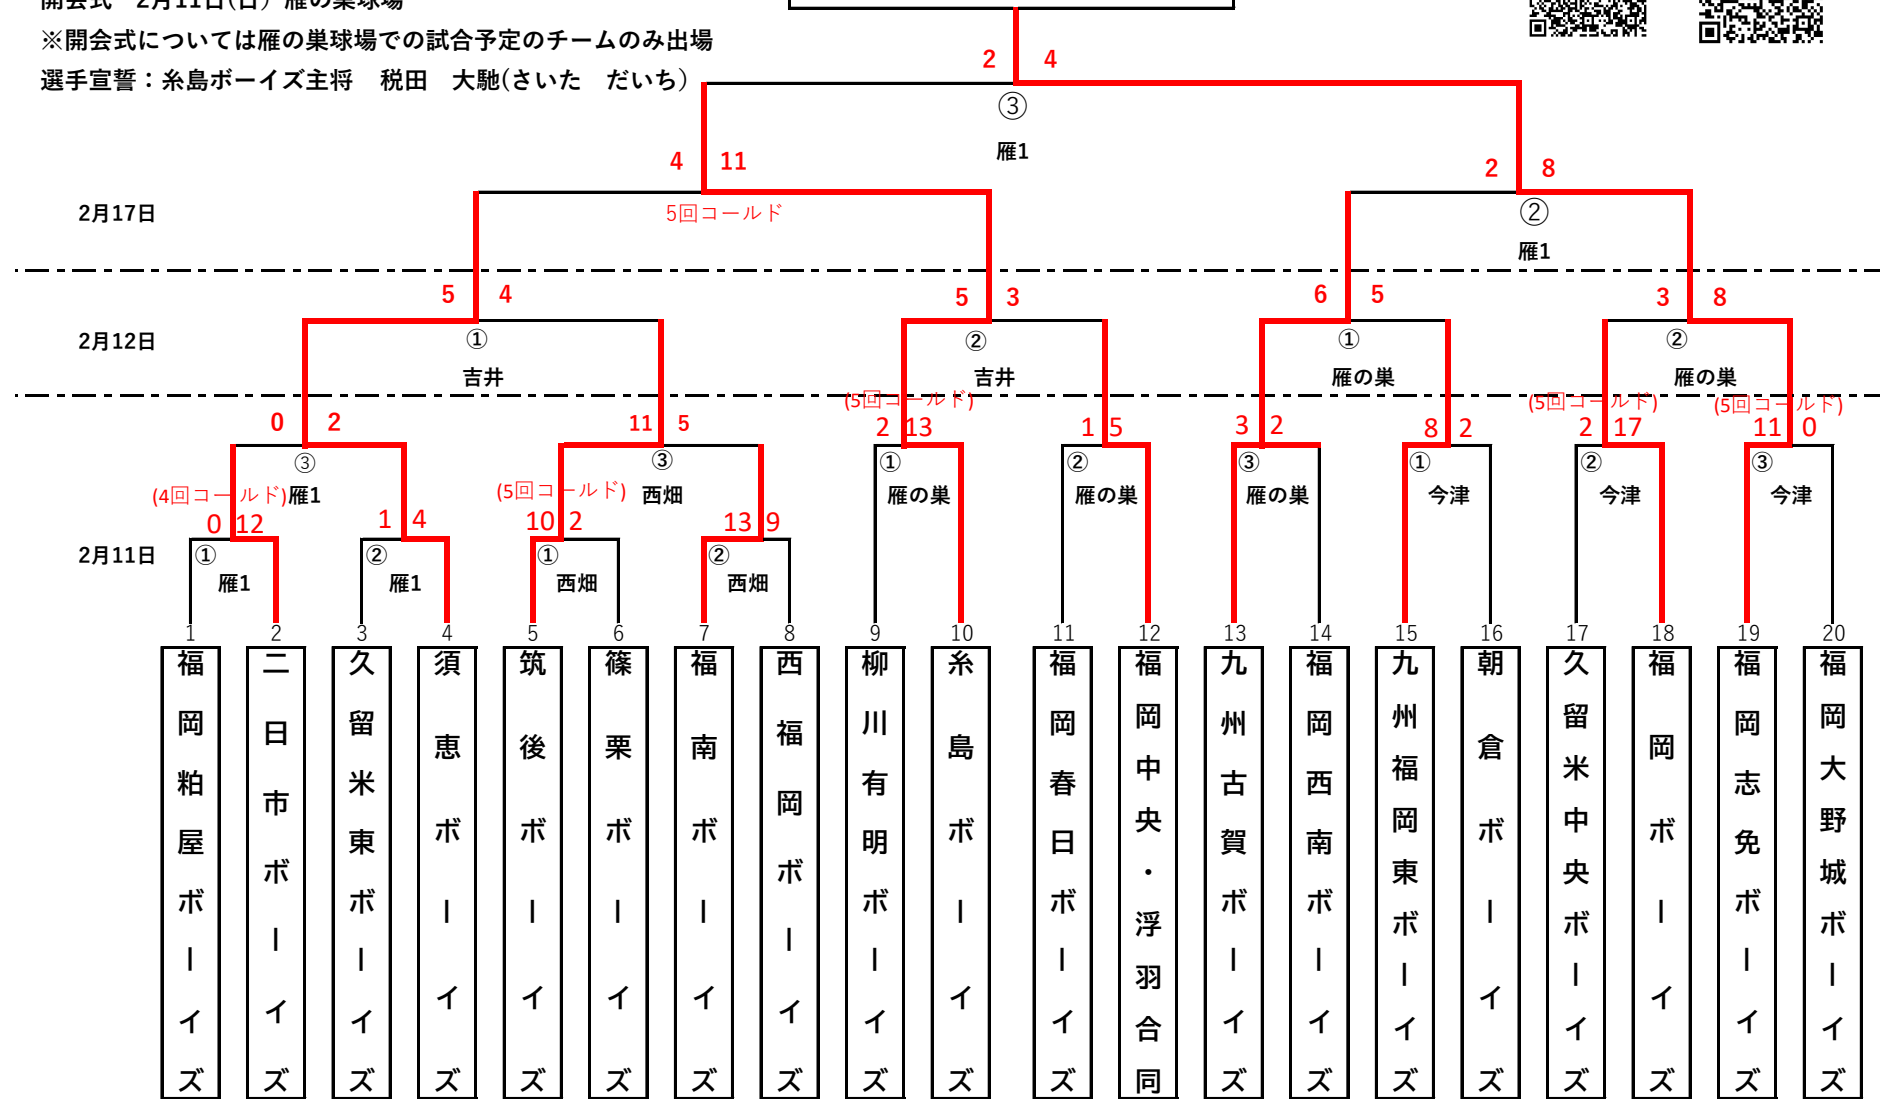 開会式　2月11日(日)　雁の巣球場
※開会式については雁の巣球場での試合予定のチームのみ出場
選手宣誓：糸島ボーイズ主将　税田　大馳(さいた　だいち)
2 4
③
雁1
4 11
2 8
2月17日
5回コールド
②
雁1
5 4
5 3
6 5
3 8
2月12日
① ② ① ②
吉井 吉井 雁の巣 雁の巣
(5回コールド) (5回コールド) (5回コールド)
0 2
11 5
2 13
1 5
3 2
8 2
2 17
11 0
③ ③ ① ② ③ ① ② ③
(4回コールド) 雁1 (5回コールド) 西畑 雁の巣 雁の巣 雁の巣 今津 今津 今津
0 12
1 4
10 2
13 9
2月11日
① ② ① ②
雁1 雁1 西畑 西畑
1 2 3 4 5 6 7 8 9 10 11 12 13 14 15 16 17 18 19 20
福岡粕屋ボーイズ
二日市ボーイズ
久留米東ボーイズ
須恵ボーイズ
筑後ボーイズ
篠栗ボーイズ
福南ボーイズ
西福岡ボーイズ
柳川有明ボーイズ
糸島ボーイズ
福岡春日ボーイズ
福岡中央・浮羽合同
九州古賀ボーイズ
福岡西南ボーイズ
九州福岡東ボーイズ
朝倉ボーイズ
久留米中央ボーイズ
福岡ボーイズ
福岡志免ボーイズ
福岡大野城ボーイズ